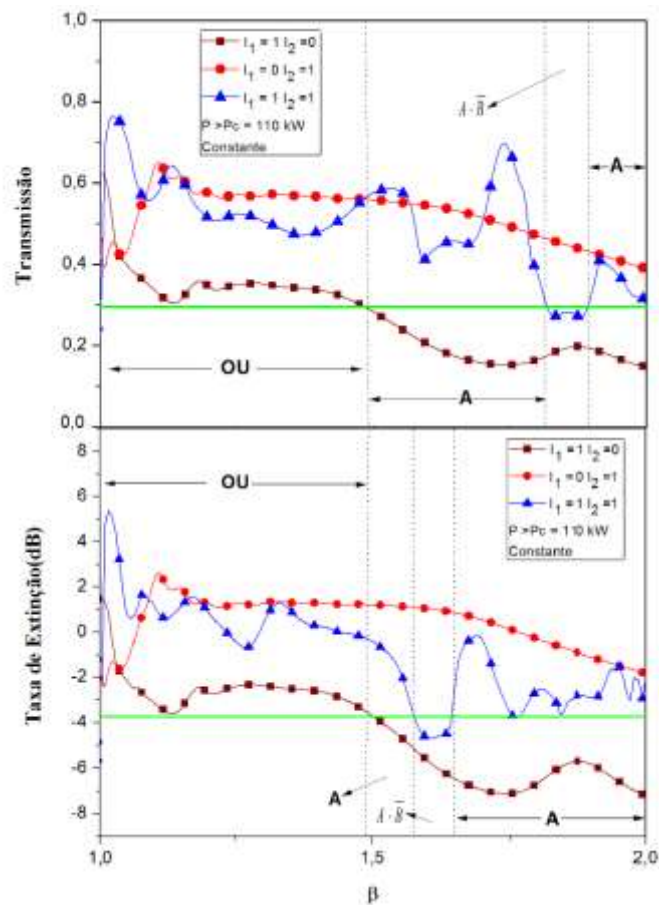 1,0
0,8
0,6
0,4
0,2
0,0
Transmissão
I1 = 1 I2 =0
I1 = 0 I2 =1
I1 = 1 I2 =1
P >Pc = 110 kW
Constante
A · B̅
A
OU
A
8
6
4
2
0
-2
-4
-6
-8
Taxa de Extinção(dB)
OU
I1 =1 I2 =0
I1 =0 I2 =1
I1 =1 I2 =1
P >Pc = 110 kW
Constante
A
A · B̅
A
1,0
1,5
2,0
β